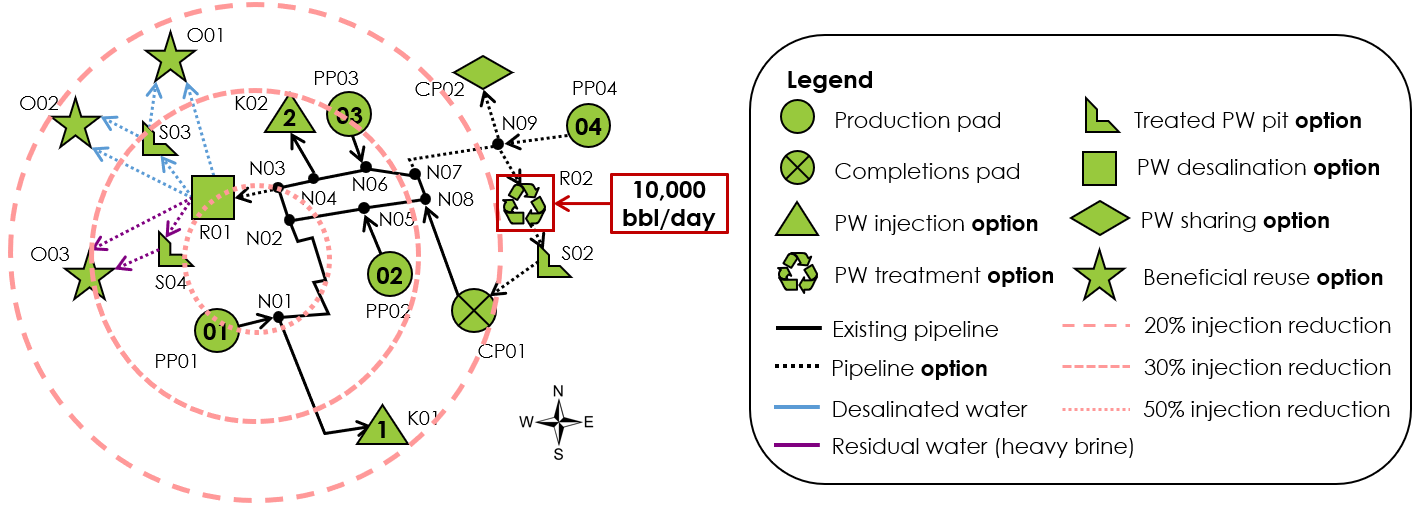 O01
PP03
K02
CP02
PP04
O02
S03
2
03
N09
04
N03
N07
R02
10,000
bbl/day
N04
N06
N08
R01
N02
N05
O03
S04
S02
N01
02
01
PP02
PP01
CP01
1
K01
N
W
E
S
Legend
Production pad
Completions pad
PW injection option
PW treatment option
Existing pipeline
Pipeline option
Desalinated water
Residual water (heavy brine)
Treated PW pit option
PW desalination option
PW sharing option
Beneficial reuse option
20% injection reduction
30% injection reduction
50% injection reduction